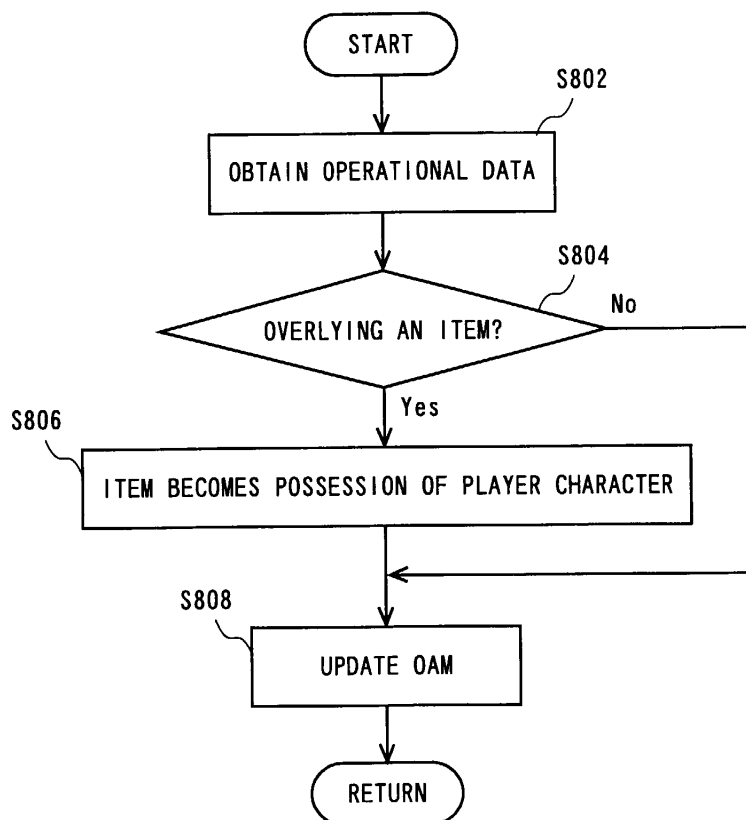 START
S802
OBTAIN OPERATIONAL DATA
S804
OVERLYING AN ITEM?
No
Yes
S806
ITEM BECOMES POSSESSION OF PLAYER CHARACTER
S808
UPDATE OAM
RETURN